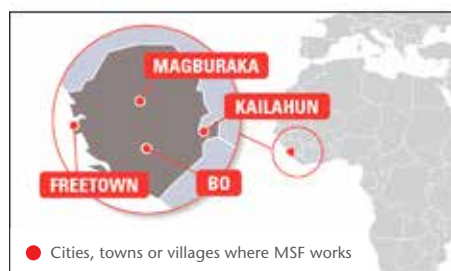 MAGBURAKA
KAILAHUN
FREETOWN
BO
Cities, towns or villages where MSF works